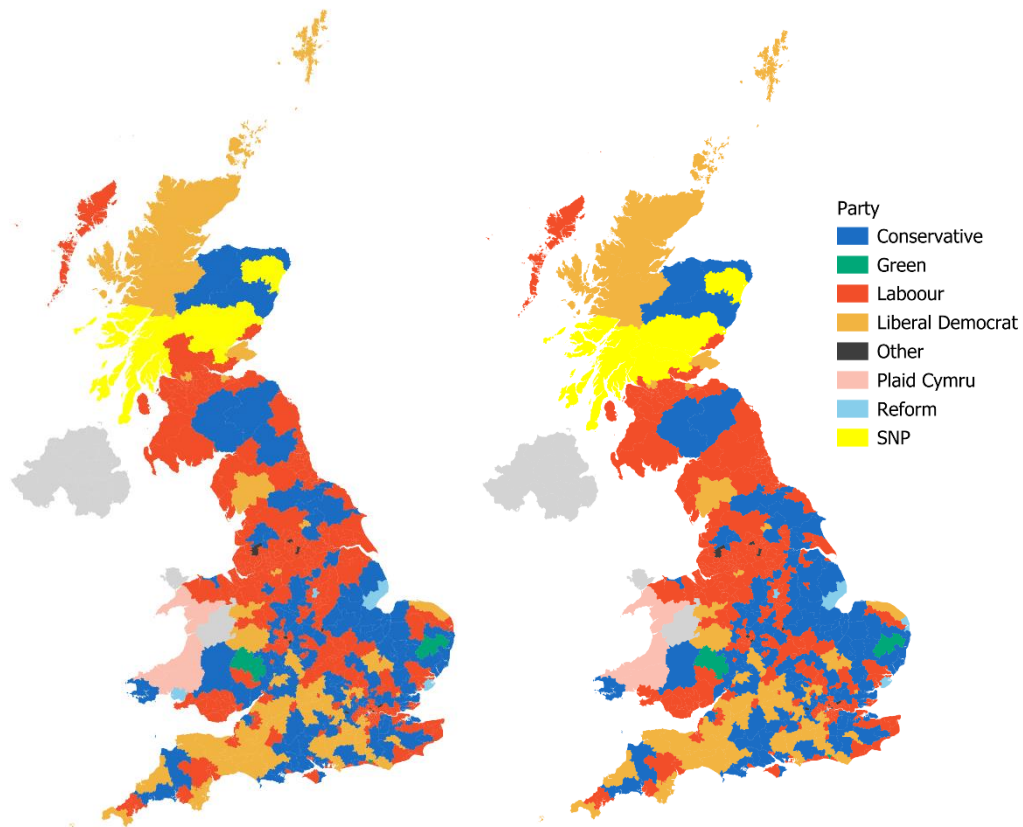 Party
Conservative
Green
Laboour
Liberal Democrat
Other
Plaid Cymru
Reform
SNP